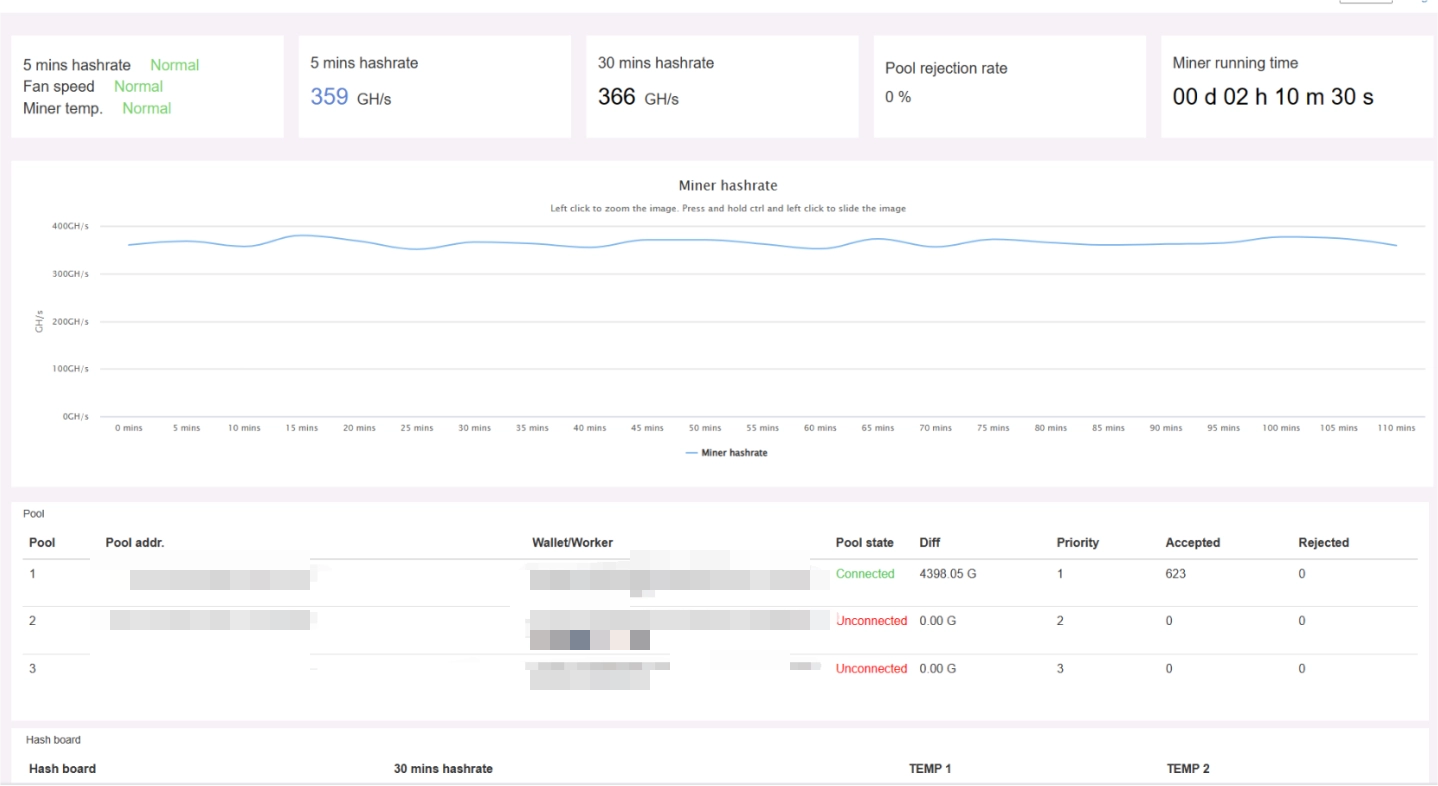 5 mins hashrate Normal
Fan speed Normal
Miner temp. Normal
5 mins hashrate
359 GH/s
30 mins hashrate
366 GH/s
Pool rejection rate
0 %
Miner running time
00 d 02 h 10 m 30 s
Miner hashrate
Left click to zoom the image. Press and hold ctrl and left click to slide the image
400GH/s
300GH/s
200GH/s
100GH/s
0GH/s
GH/s
0 mins 5 mins 10 mins 15 mins 20 mins 25 mins 30 mins 35 mins 40 mins 45 mins 50 mins 55 mins 60 mins 65 mins 70 mins 75 mins 80 mins 85 mins 90 mins 95 mins 100 mins 105 mins 110 mins
Miner hashrate
Pool
Pool Pool addr. Wallet/Worker Pool state Diff Priority Accepted Rejected
1 Connected 4398.05 G 1 623 0
2 Unconnected 0.00 G 2 0 0
3 Unconnected 0.00 G 3 0 0
Hash board
Hash board 30 mins hashrate TEMP 1 TEMP 2